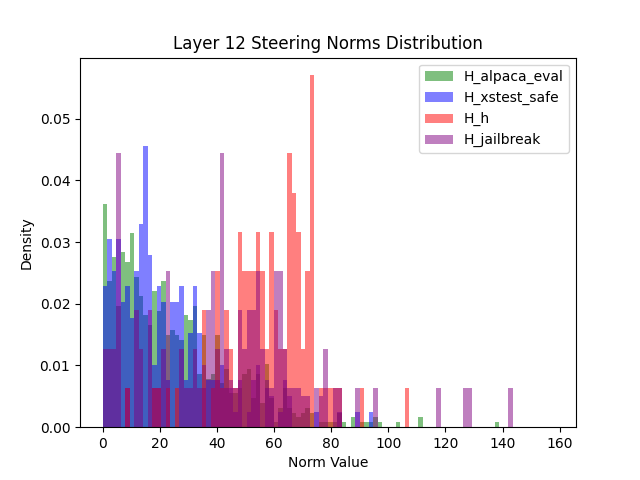 Layer 12 Steering Norms Distribution
H_alpaca_eval
H_xstest_safe
H_h
H_jailbreak
Density
0.05
0.04
0.03
0.02
0.01
0.00
0 20 40 60 80 100 120 140 160
Norm Value